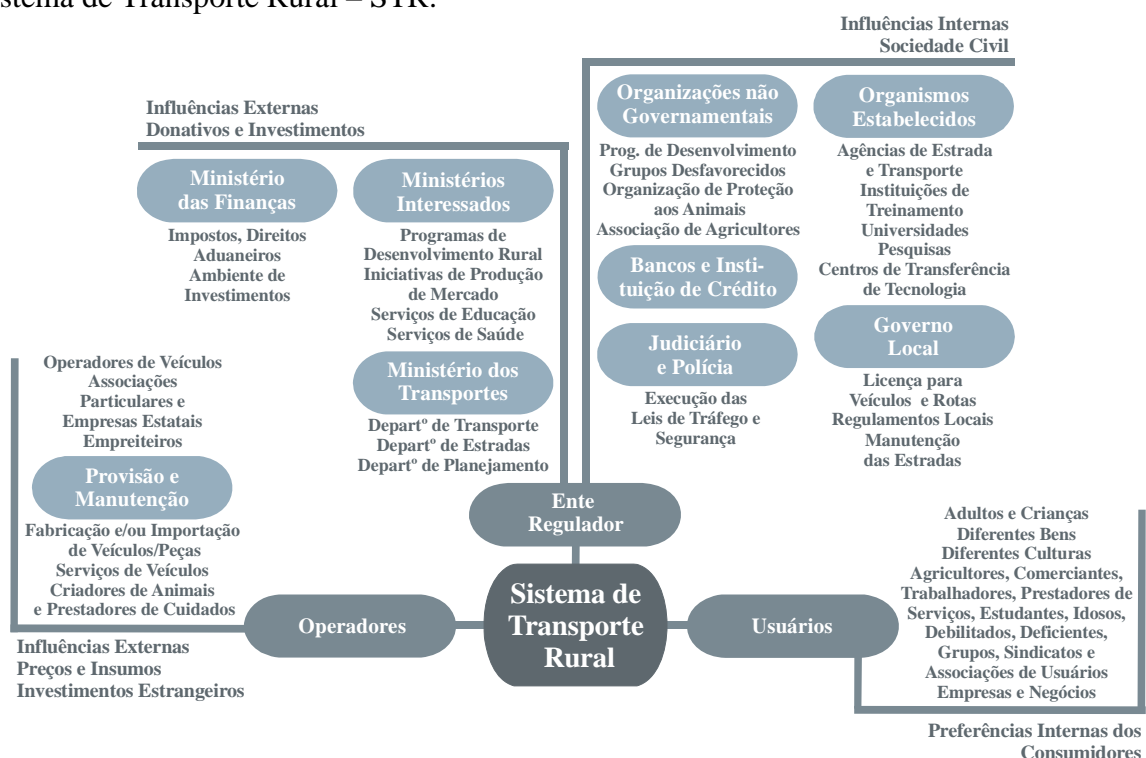 stema de Transporte Rural – STR.
Influências Internas
Sociedade Civil
Organizações não
Governamentais
Prog. de Desenvolvimento
Grupos Desfavorecidos
Organização de Proteção
aos Animais
Associação de Agricultores
Bancos e Insti-
tuição de Crédito
Judiciário
e Polícia
Execução das
Leis de Tráfego e
Segurança
Organismos
Estabelecidos
Agências de Estrada
e Transporte
Instituições de
Treinamento
Universidades
Pesquisas
Centros de Transferência
de Tecnologia
Governo
Local
Licença para
Veículos e Rotas
Regulamentos Locais
Manutenção
das Estradas
Influências Externas
Donativos e Investimentos
Ministério
das Finanças
Impostos, Direitos
Aduaneiros
Ambiente de
Investimentos
Ministérios
Interessados
Programas de
Desenvolvimento Rural
Iniciativas de Produção
de Mercado
Serviços de Educação
Serviços de Saúde
Ministério dos
Transportes
Departº de Transporte
Departº de Estradas
Departº de Planejamento
Operadores de Veículos
Associações
Particulares e
Empresas Estatais
Empreiteiros
Provisão e
Manutenção
Fabricação e/ou Importação
de Veículos/Peças
Serviços de Veículos
Criadores de Animais
e Prestadores de Cuidados
Influências Externas
Preços e Insumos
Investimentos Estrangeiros
Ente
Regulador
Operadores
Sistema de
Transporte
Rural
Usuários
Adultos e Crianças
Diferentes Bens
Diferentes Culturas
Agricultores, Comerciantes,
Trabalhadores, Prestadores de
Serviços, Estudantes, Idosos,
Debilitados, Deficientes,
Grupos, Sindicatos e
Associações de Usuários
Empresas e Negócios
Preferências Internas dos
Consumidores